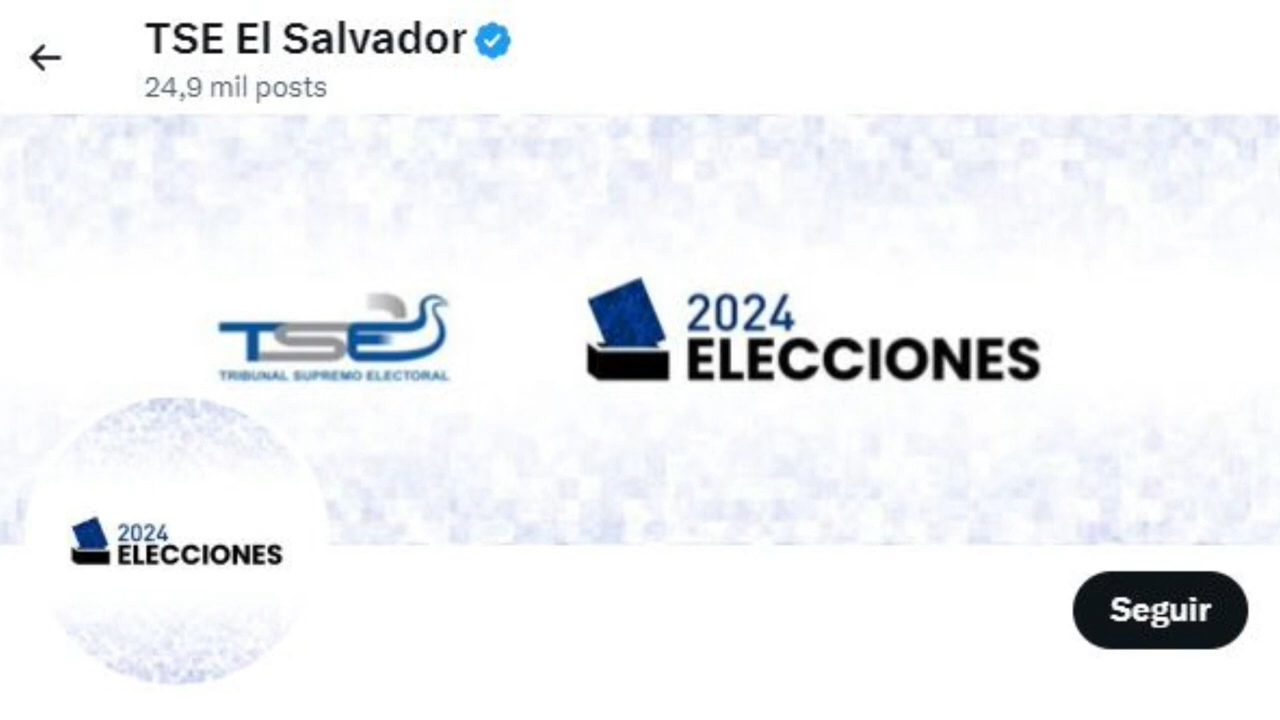 TSE El Salvador
24,9 mil posts
TSE
TRIBUNAL SUPREMO ELECTORAL
2024
ELECCIONES
2024
ELECCIONES
Seguir